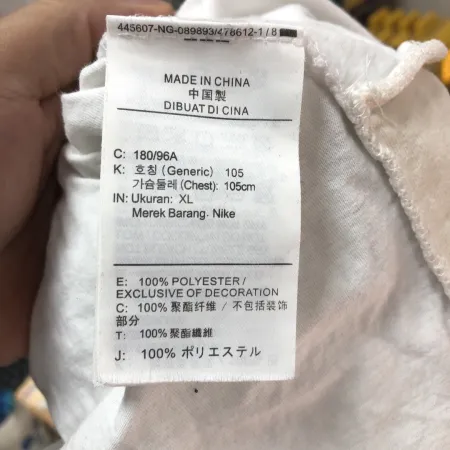 445607-NG-089893/478612-1/8
MADE IN CHINA
中国製
DIBUAT DI CINA
C: 180/96A
K: 호칭 (Generic) 105
가슴둘레 (Chest): 105cm
IN: Ukuran: XL
Merek Barang: Nike
E: 100% POLYESTER /
EXCLUSIVE OF DECORATION
C: 100% 聚酯纤维 / 不包括装饰
部分
T: 100% 聚酯纖維
J: 100% ポリエステル